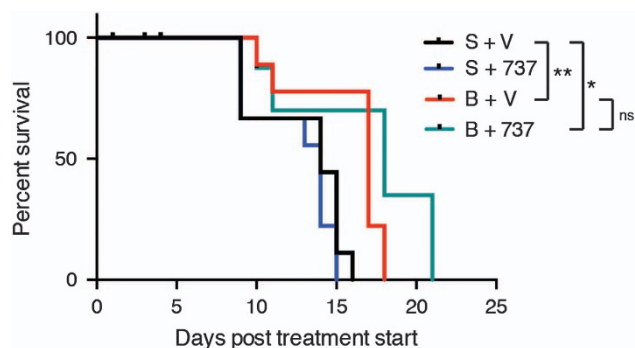 Percent survival
100
50
0
0 5 10 15 20 25
Days post treatment start
S + V
S + 737
B + V
B + 737
**
*
ns